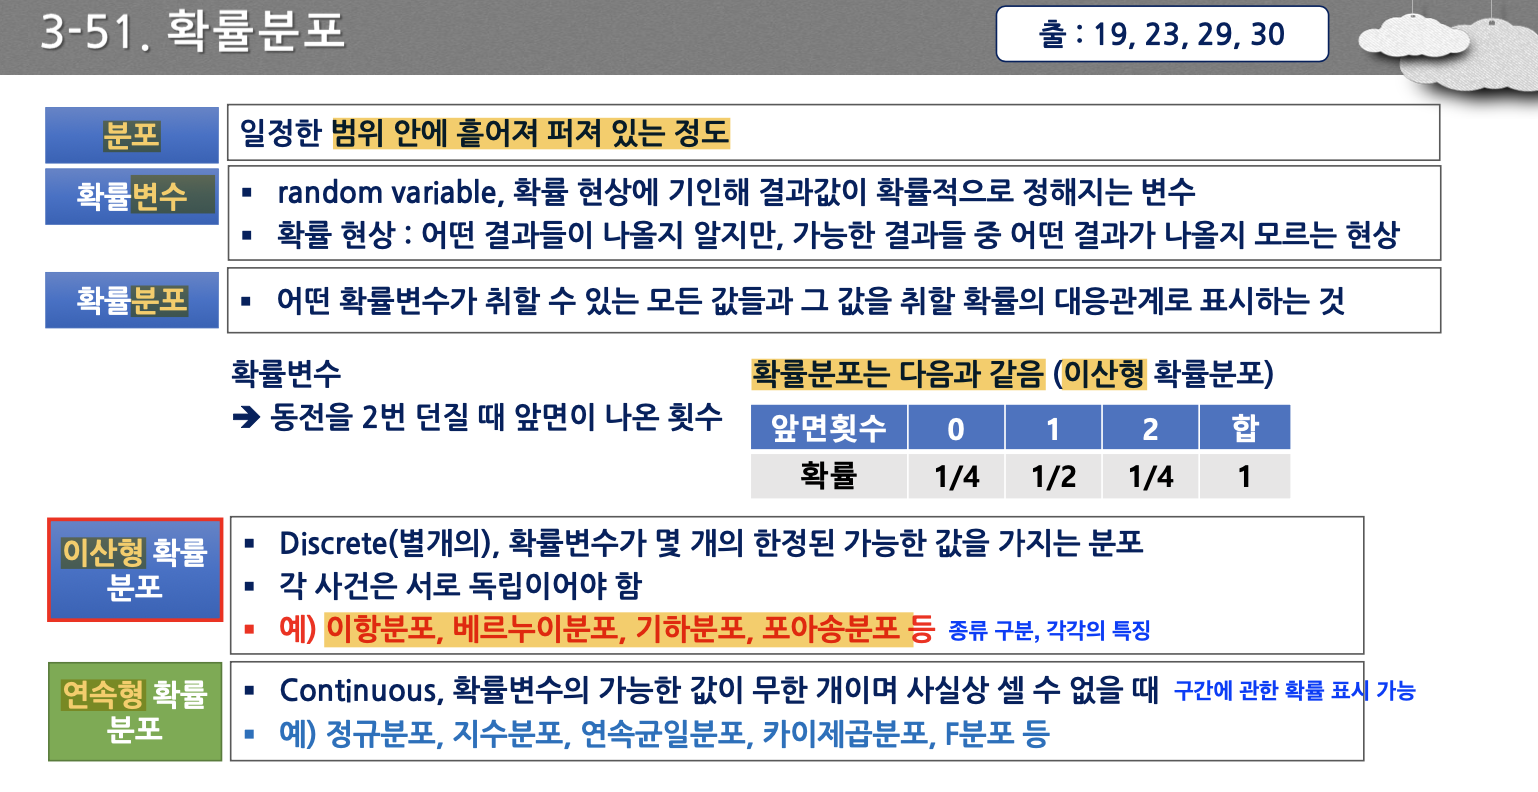 3-51. 확률분포
출 : 19, 23, 29, 30
분포
일정한 범위 안에 흩어져 퍼져 있는 정도
확률변수
▪ random variable, 확률 현상에 기인해 결과값이 확률적으로 정해지는 변수
▪ 확률 현상 : 어떤 결과들이 나올지 알지만, 가능한 결과들 중 어떤 결과가 나올지 모르는 현상
확률분포
▪ 어떤 확률변수가 취할 수 있는 모든 값들과 그 값을 취할 확률의 대응관계로 표시하는 것
확률변수
➔ 동전을 2번 던질 때 앞면이 나온 횟수
확률분포는 다음과 같음 (이산형 확률분포)
앞면횟수 0 1 2 합
확률 1/4 1/2 1/4 1
이산형 확률
분포
▪ Discrete(별개의), 확률변수가 몇 개의 한정된 가능한 값을 가지는 분포
▪ 각 사건은 서로 독립이어야 함
▪ 예) 이항분포, 베르누이분포, 기하분포, 포아송분포 등 종류 구분, 각각의 특징
연속형 확률
분포
▪ Continuous, 확률변수의 가능한 값이 무한 개이며 사실상 셀 수 없을 때 구간에 관한 확률 표시 가능
▪ 예) 정규분포, 지수분포, 연속균일분포, 카이제곱분포, F분포 등